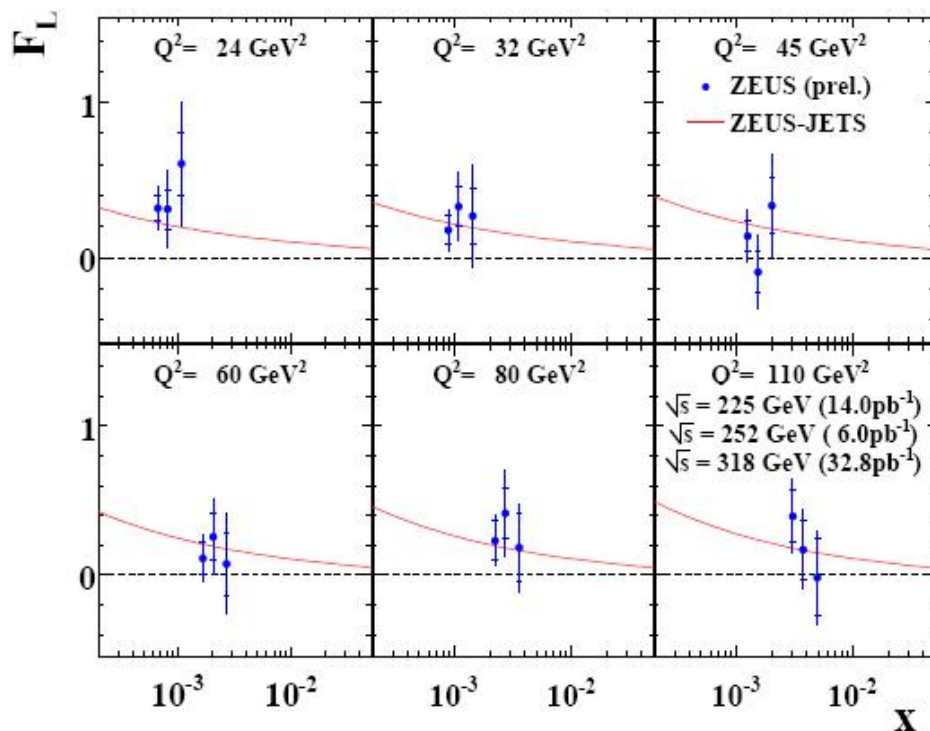 F_L
Q²= 24 GeV²
Q²= 32 GeV²
Q²= 45 GeV²
ZEUS (prel.)
ZEUS-JETS
1
0
Q²= 60 GeV²
Q²= 80 GeV²
Q²= 110 GeV²
√s = 225 GeV (14.0pb⁻¹)
√s = 252 GeV ( 6.0pb⁻¹)
√s = 318 GeV (32.8pb⁻¹)
1
0
10⁻³ 10⁻² 10⁻³ 10⁻² 10⁻³ 10⁻²
x